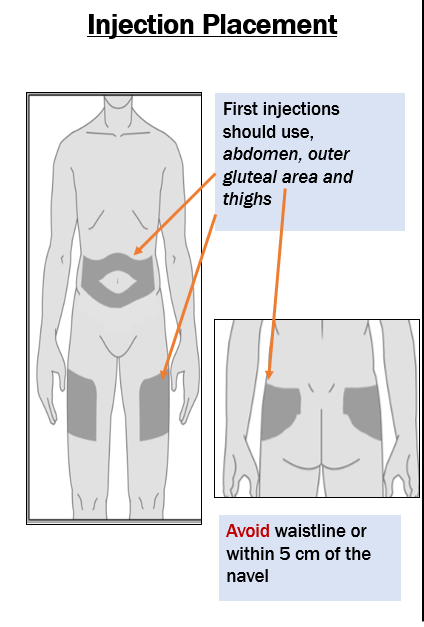 Injection Placement
First injections
should use,
abdomen, outer
gluteal area and
thighs
Avoid waistline or
within 5 cm of the
navel